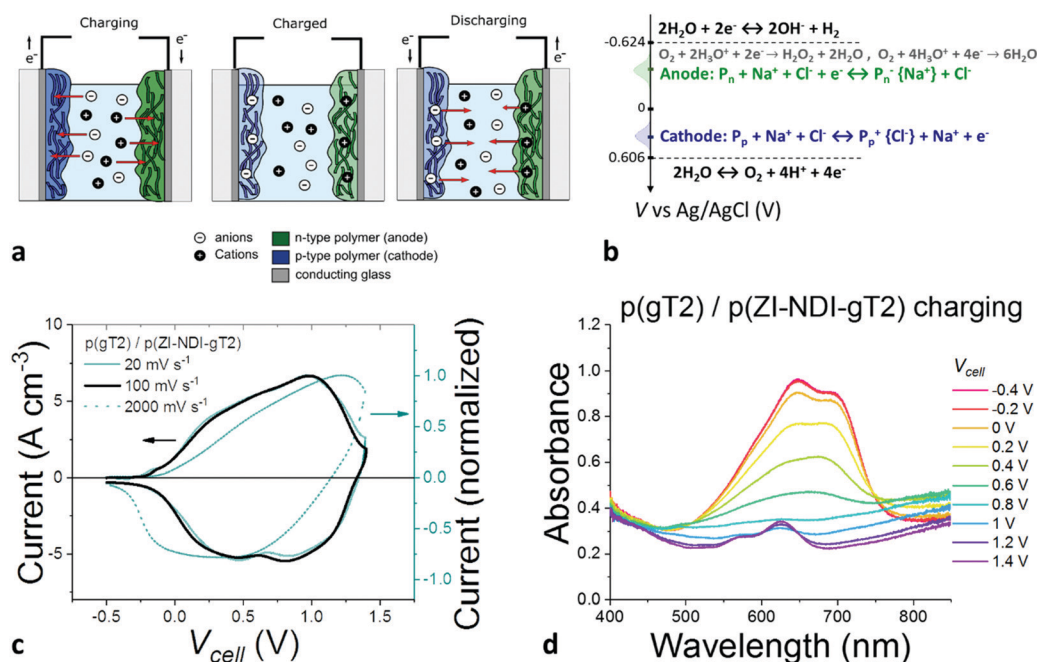 Charging
Charged
Discharging
e⁻
e⁻
e⁻
e⁻
a
⊖ anions
⊕ Cations
n-type polymer (anode)
p-type polymer (cathode)
conducting glass
2H₂O + 2e⁻ ↔ 2OH⁻ + H₂
-0.624
O₂ + 2H₃O⁺ + 2e⁻→ H₂O₂ + 2H₂O , O₂ + 4H₃O⁺ + 4e⁻→ 6H₂O
Anode: Pₙ + Na⁺ + Cl⁻ + e⁻↔ Pₙ⁻ {Na⁺} + Cl⁻
0
Cathode: Pₚ + Na⁺ + Cl⁻ ↔ Pₚ⁺ {Cl⁻} + Na⁺ + e⁻
0.606
2H₂O ↔ O₂ + 4H⁺ + 4e⁻
V vs Ag/AgCl (V)
b
p(gT2) / p(ZI-NDI-gT2)
20 mV s⁻¹
100 mV s⁻¹
2000 mV s⁻¹
Current (A cm⁻³)
10
5
0
-5
Current (normalized)
1.0
0.5
0.0
-0.5
-1.0
-0.5
0.0
0.5
1.0
1.5
V_cell (V)
c
p(gT2) / p(ZI-NDI-gT2) charging
Absorbance
1.2
1.0
0.8
0.6
0.4
0.2
0.0
400
500
600
700
800
Wavelength (nm)
V_cell
-0.4 V
-0.2 V
0 V
0.2 V
0.4 V
0.6 V
0.8 V
1 V
1.2 V
1.4 V
d